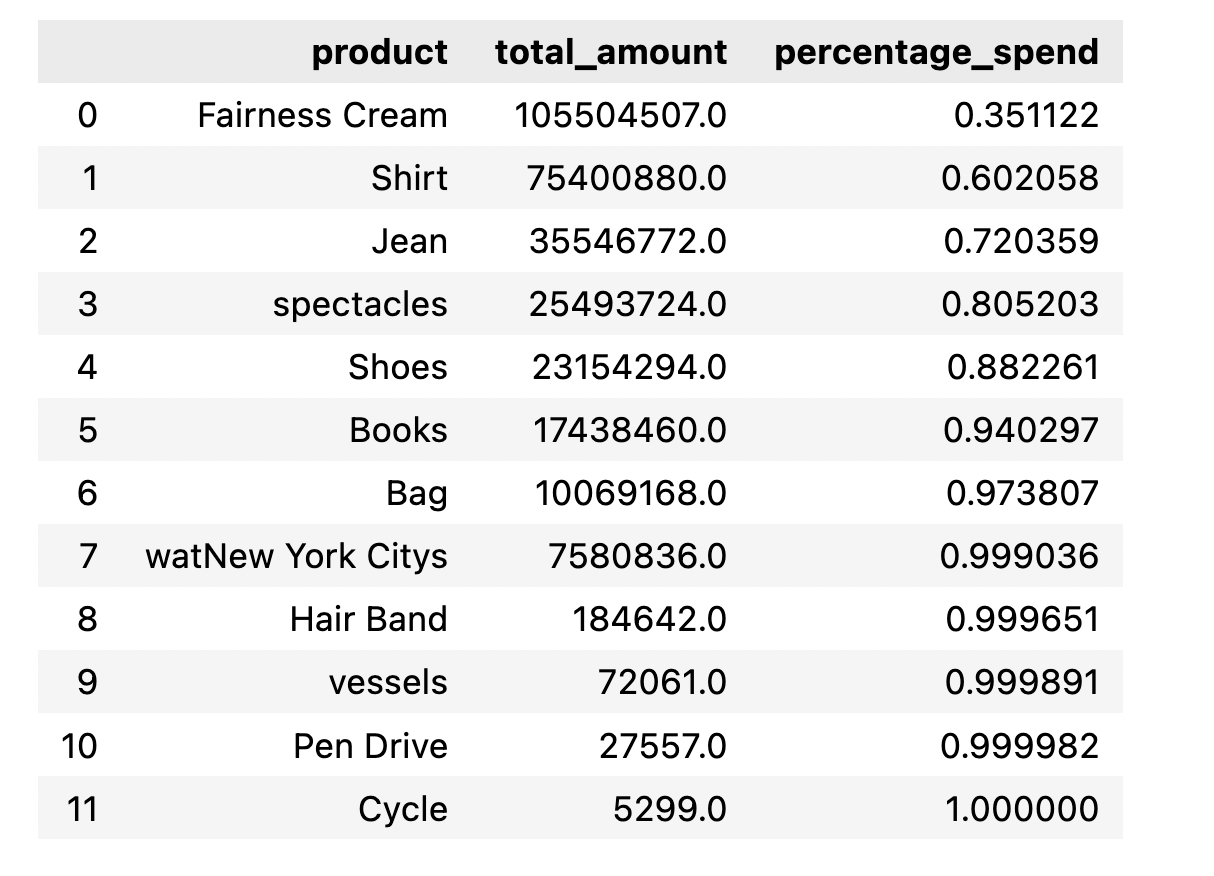 product total_amount percentage_spend
0 Fairness Cream 105504507.0 0.351122
1 Shirt 75400880.0 0.602058
2 Jean 35546772.0 0.720359
3 spectacles 25493724.0 0.805203
4 Shoes 23154294.0 0.882261
5 Books 17438460.0 0.940297
6 Bag 10069168.0 0.973807
7 watNew York Citys 7580836.0 0.999036
8 Hair Band 184642.0 0.999651
9 vessels 72061.0 0.999891
10 Pen Drive 27557.0 0.999982
11 Cycle 5299.0 1.000000